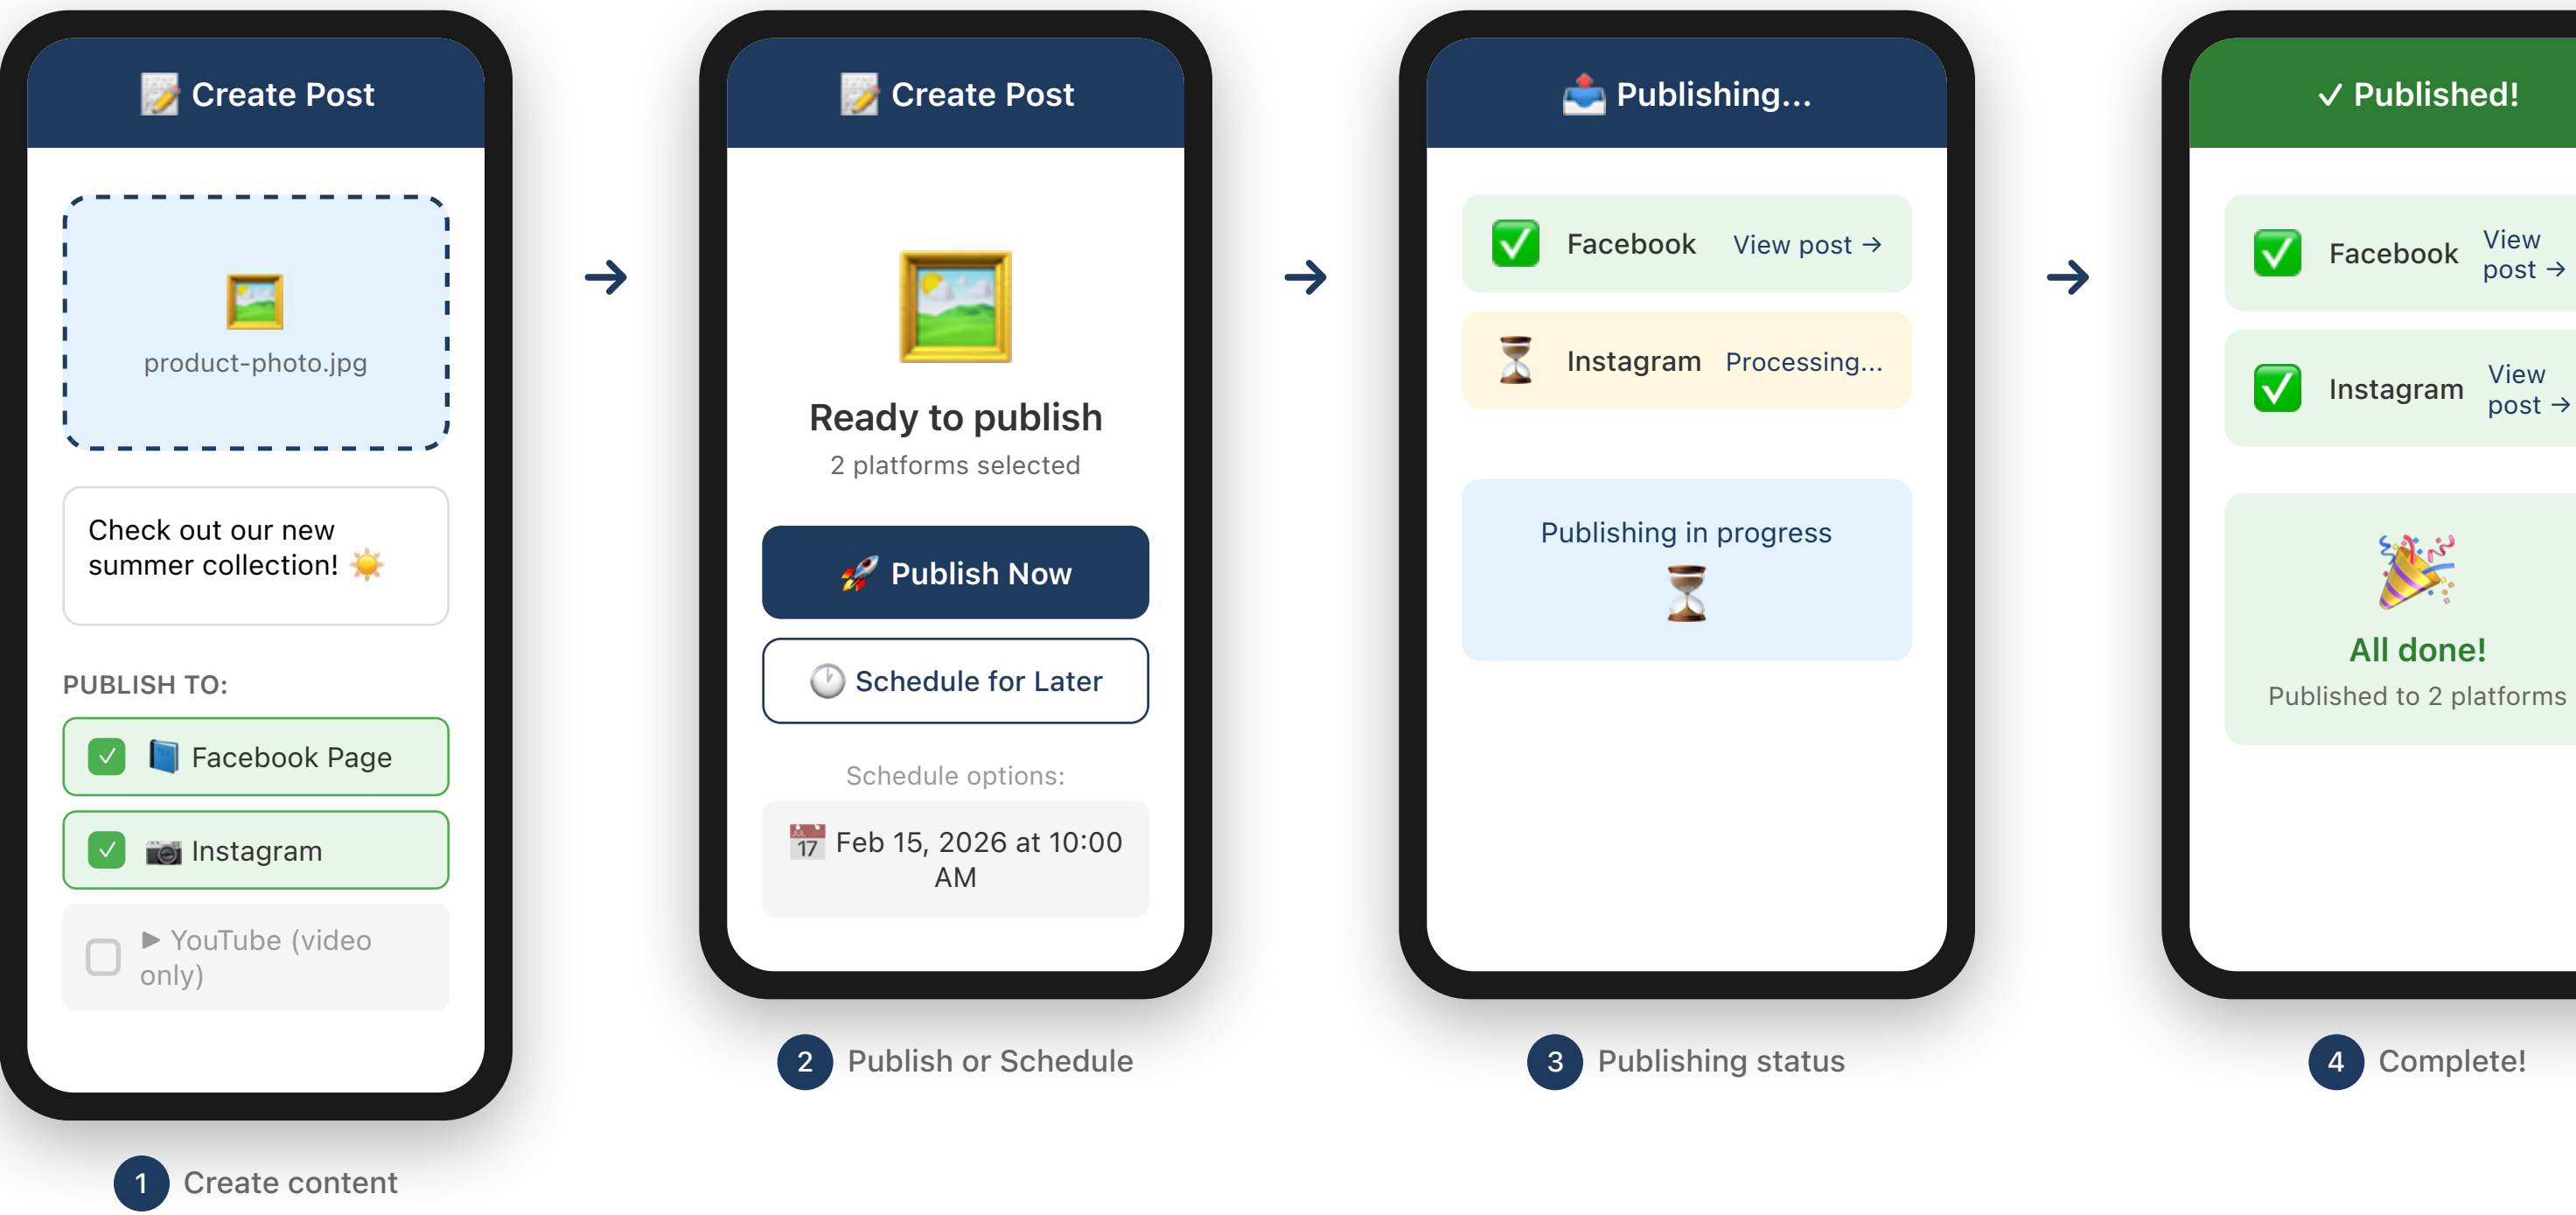 📝 Create Post
product-photo.jpg
Check out our new
summer collection! ☀️
PUBLISH TO:
✓ 📘 Facebook Page
✓ 📷 Instagram
▶ YouTube (video
only)
1 Create content
→
📝 Create Post
Ready to publish
2 platforms selected
🚀 Publish Now
🕐 Schedule for Later
Schedule options:
📅 Feb 15, 2026 at 10:00
AM
2 Publish or Schedule
→
📤 Publishing...
✅ Facebook View post →
⏳ Instagram Processing...
Publishing in progress
⏳
3 Publishing status
→
✓ Published!
✅ Facebook View
post →
✅ Instagram View
post →
🎉
All done!
Published to 2 platforms
4 Complete!